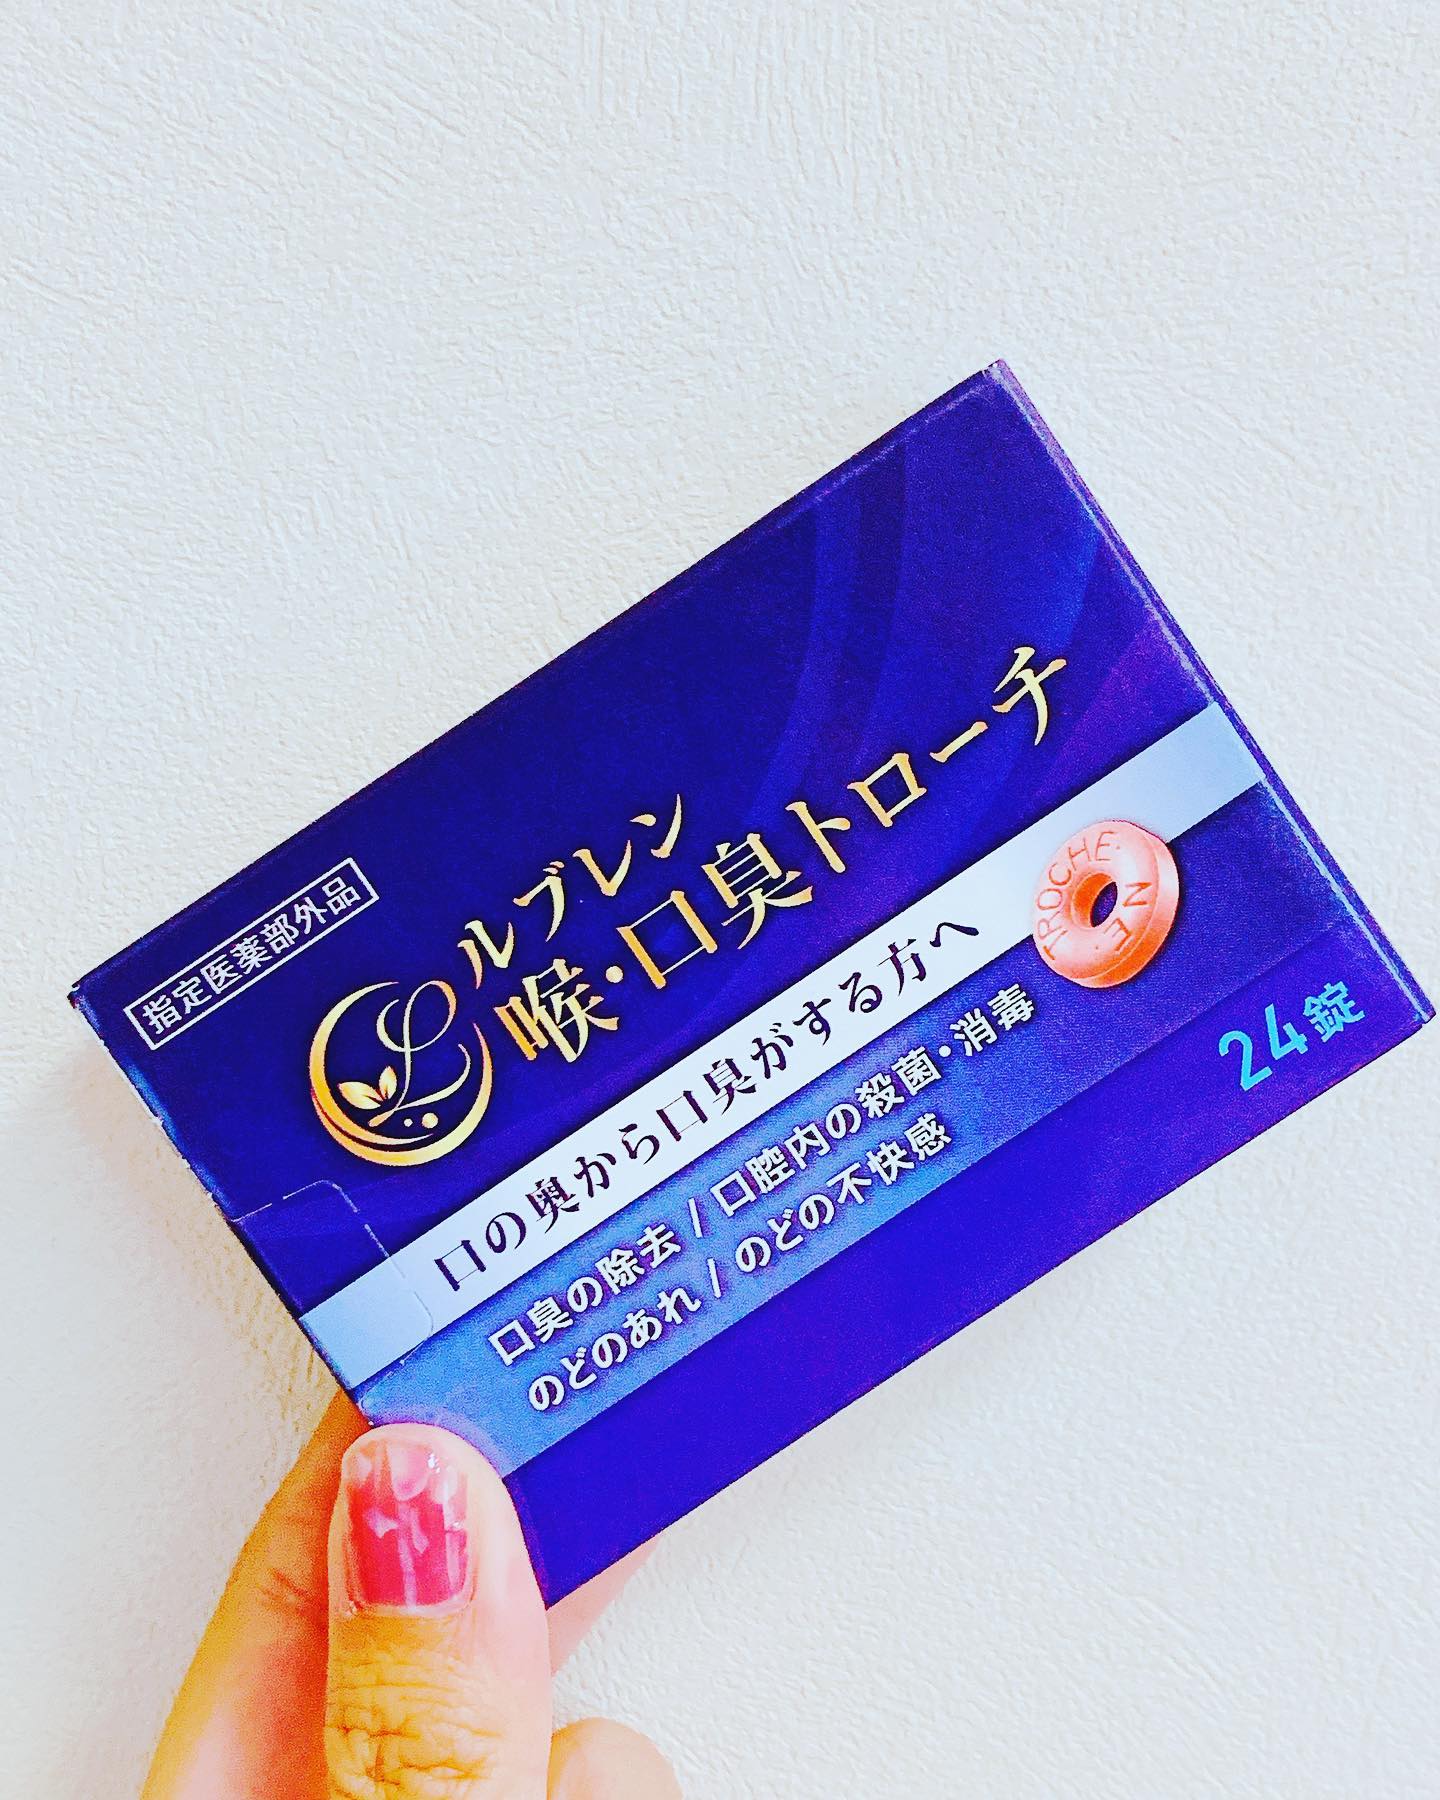 指定医薬部外品
L
ルブレン
喉・口臭トローチ
口の奥から口臭がする方へ
TROCHE・NE・
口臭の除去 / 口腔内の殺菌・消毒
のどのあれ / のどの不快感
24錠